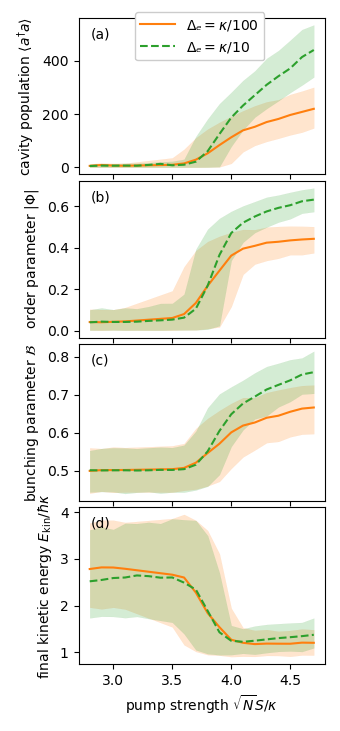 Δₑ = κ/100
Δₑ = κ/10
(a)
cavity population ⟨a†a⟩
400
200
0
(b)
order parameter |Φ|
0.6
0.4
0.2
0.0
(c)
bunching parameter ℬ
0.8
0.7
0.6
0.5
(d)
final kinetic energy E_kin/ℏκ
4
3
2
1
3.0 3.5 4.0 4.5
pump strength √N S/κ